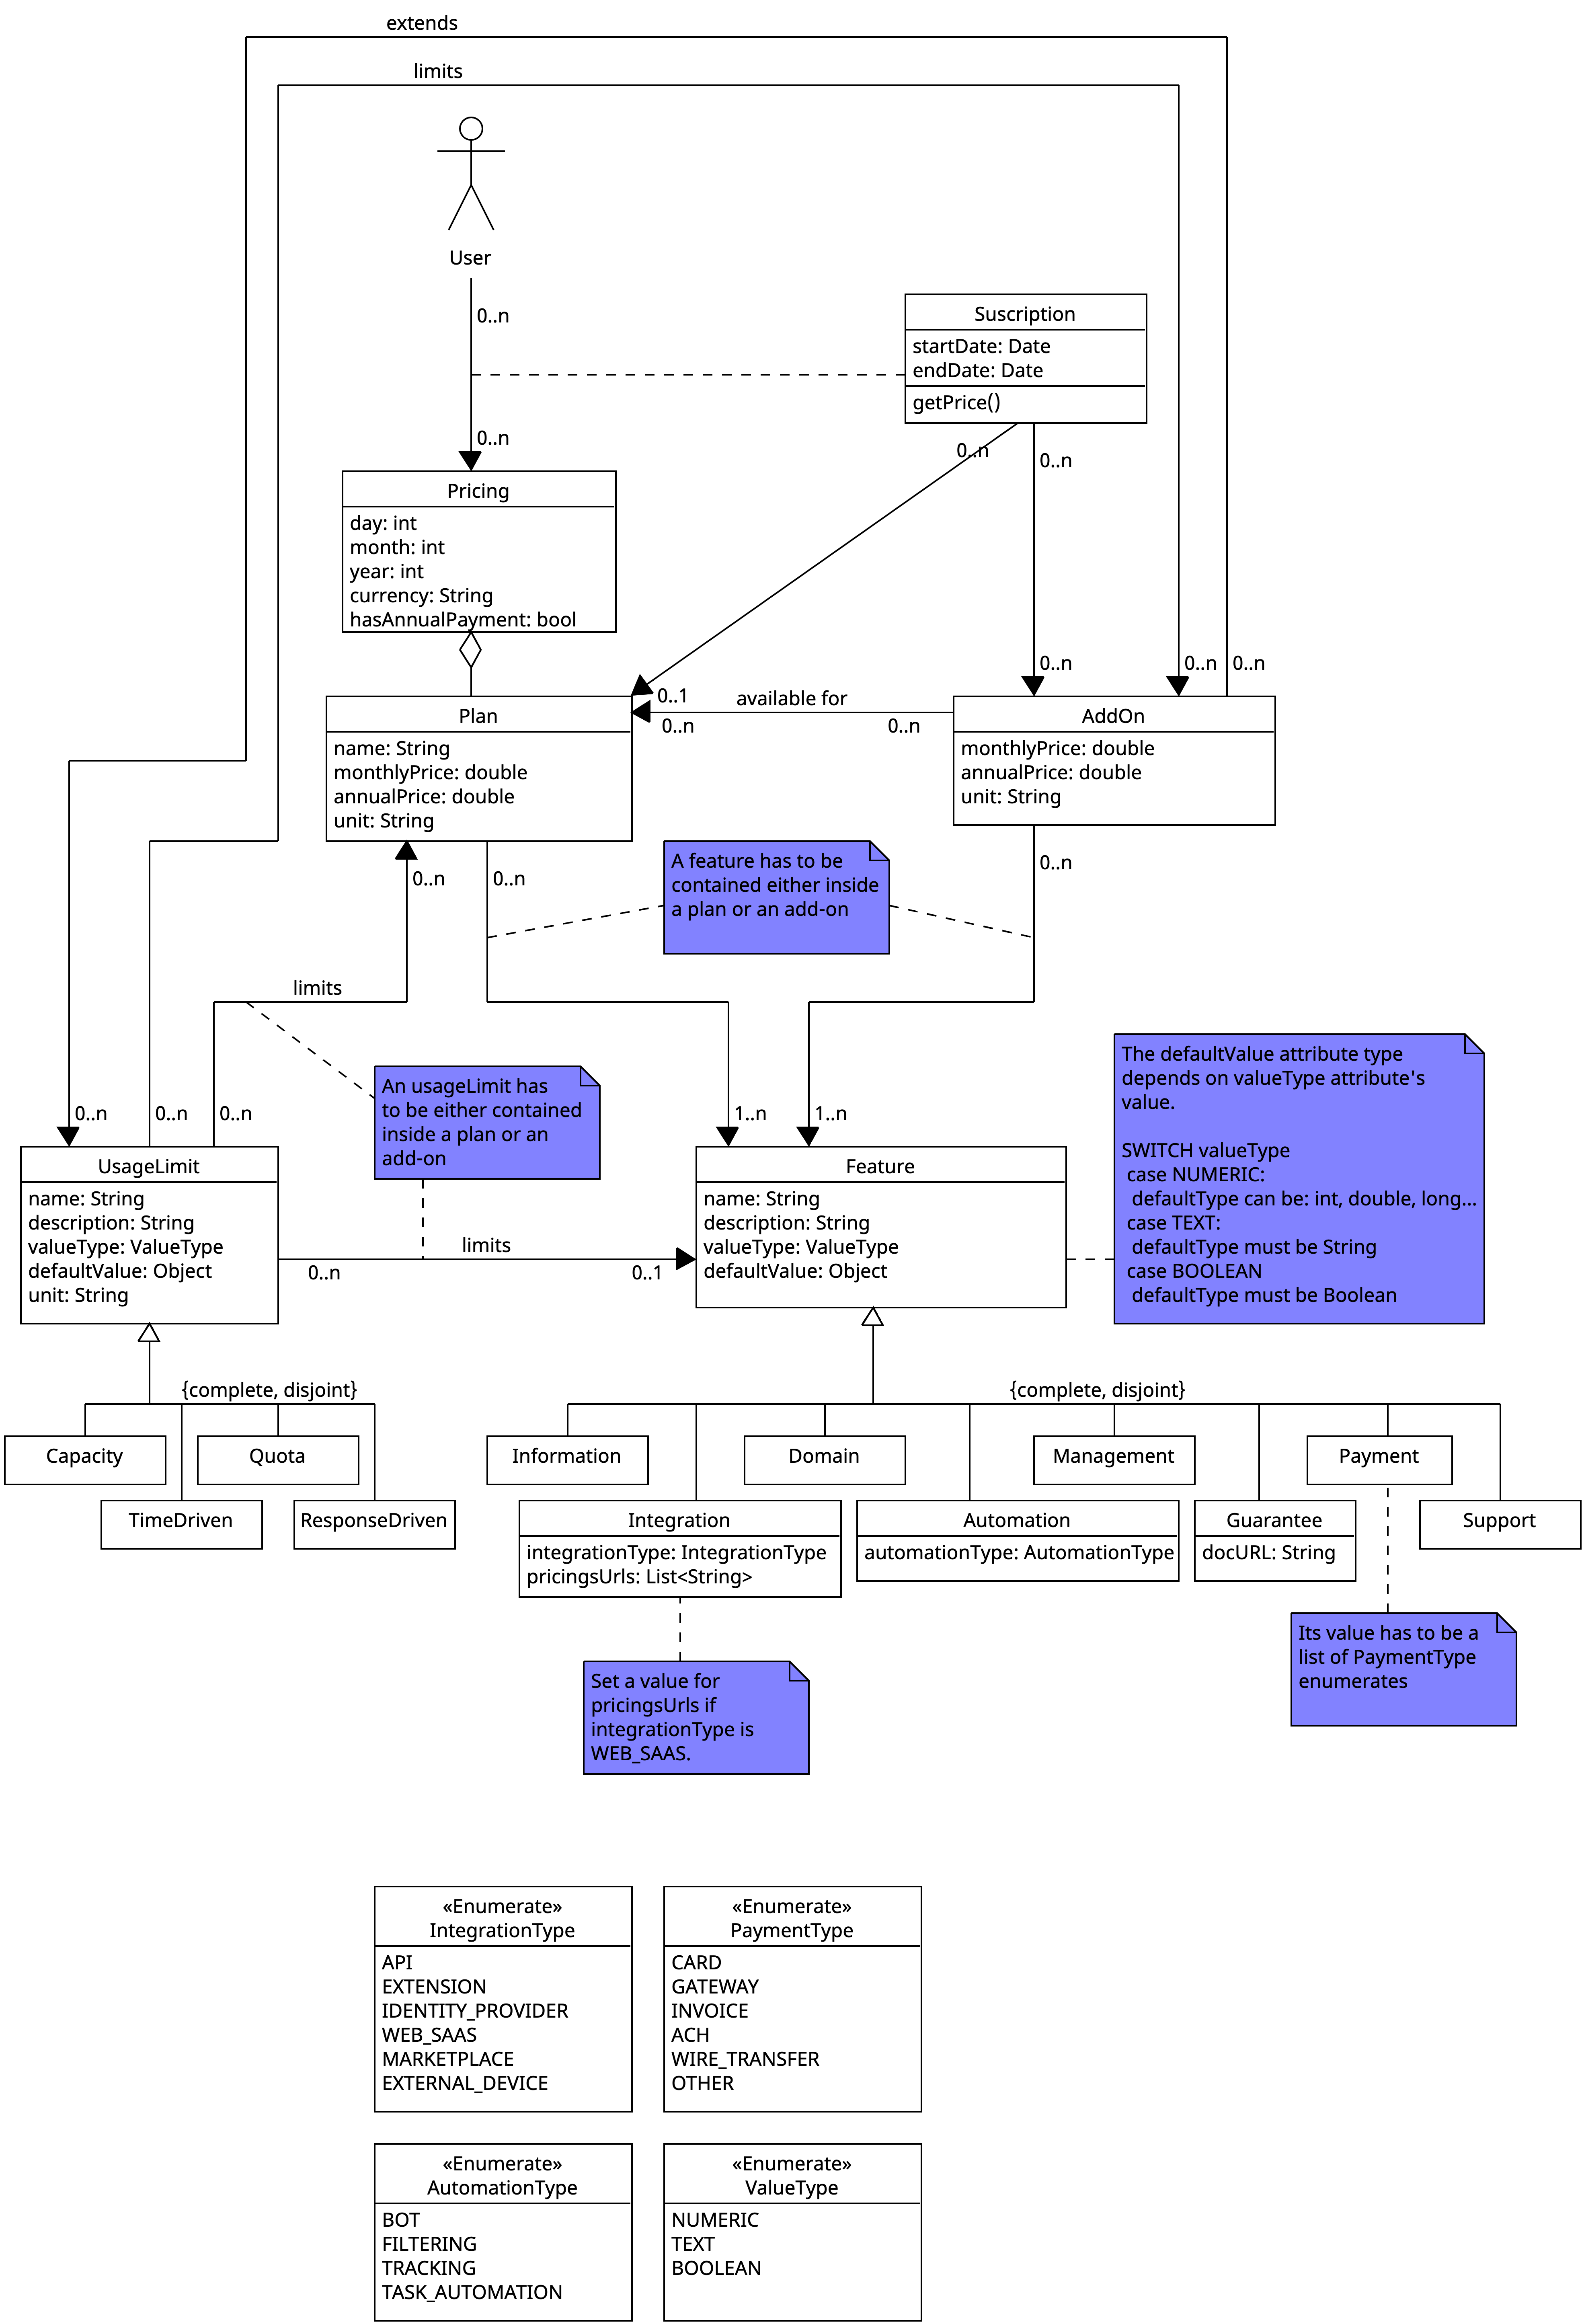 extends
limits
User
0..n
Suscription
startDate: Date
endDate: Date
getPrice()
0..n
0..n
0..n
Pricing
day: int
month: int
year: int
currency: String
hasAnnualPayment: bool
0..n
0..n
0..n
0..1
available for
0..n
0..n
Plan
name: String
monthlyPrice: double
annualPrice: double
unit: String
AddOn
monthlyPrice: double
annualPrice: double
unit: String
0..n
0..n
A feature has to be
contained either inside
a plan or an add-on
0..n
limits
An usageLimit has
to be either contained
inside a plan or an
add-on
The defaultValue attribute type
depends on valueType attribute's
value.
SWITCH valueType
case NUMERIC:
defaultType can be: int, double, long...
case TEXT:
defaultType must be String
case BOOLEAN
defaultType must be Boolean
0..n
0..n
0..n
1..n
1..n
UsageLimit
name: String
description: String
valueType: ValueType
defaultValue: Object
unit: String
limits
0..n
0..1
Feature
name: String
description: String
valueType: ValueType
defaultValue: Object
{complete, disjoint}
{complete, disjoint}
Capacity
Quota
TimeDriven
ResponseDriven
Information
Domain
Management
Payment
Integration
integrationType: IntegrationType
pricingsUrls: List<String>
Automation
automationType: AutomationType
Guarantee
docURL: String
Support
Set a value for
pricingsUrls if
integrationType is
WEB_SAAS.
Its value has to be a
list of PaymentType
enumerates
«Enumerate»
IntegrationType
API
EXTENSION
IDENTITY_PROVIDER
WEB_SAAS
MARKETPLACE
EXTERNAL_DEVICE
«Enumerate»
PaymentType
CARD
GATEWAY
INVOICE
ACH
WIRE_TRANSFER
OTHER
«Enumerate»
AutomationType
BOT
FILTERING
TRACKING
TASK_AUTOMATION
«Enumerate»
ValueType
NUMERIC
TEXT
BOOLEAN